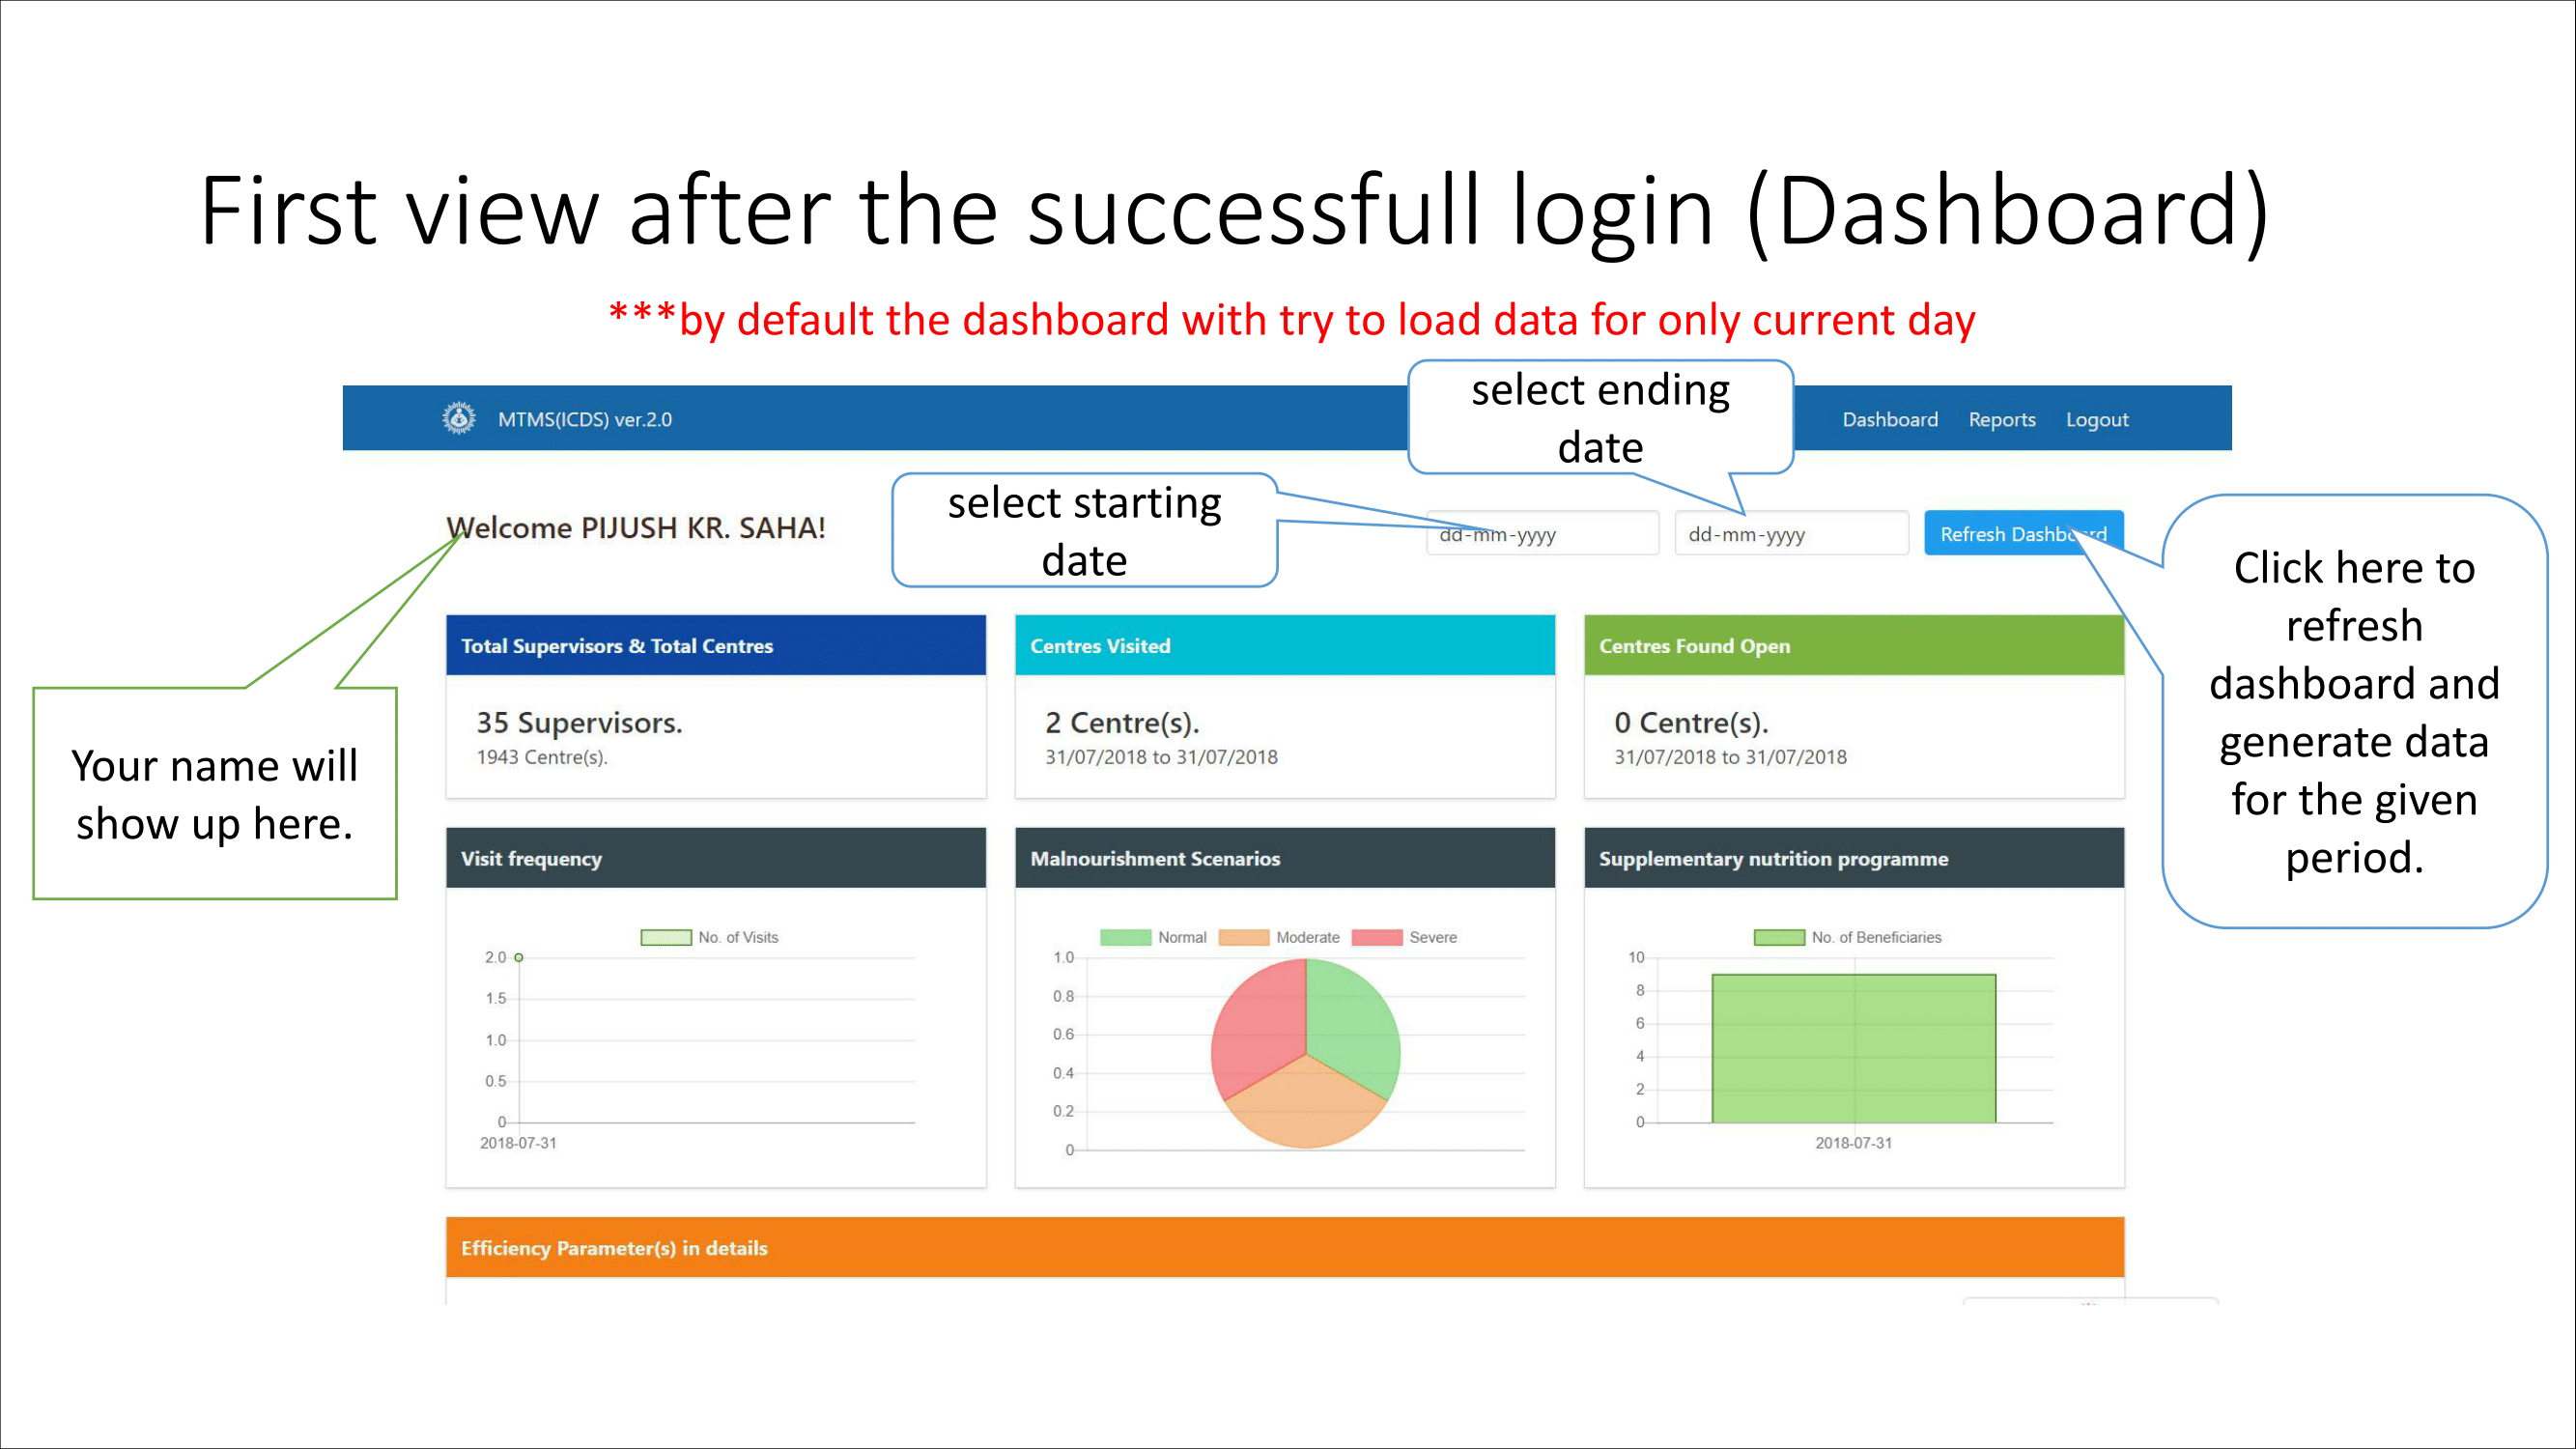 First view after the successfull login (Dashboard)
***by default the dashboard with try to load data for only current day
MTMS(ICDS) ver.2.0
select ending
date
Dashboard Reports Logout
Welcome PIJUSH KR. SAHA!
select starting
date
dd-mm-yyyy
dd-mm-yyyy
Refresh Dashboard
Click here to
refresh
dashboard and
generate data
for the given
period.
Your name will
show up here.
Total Supervisors & Total Centres
35 Supervisors.
1943 Centre(s).
Centres Visited
2 Centre(s).
31/07/2018 to 31/07/2018
Centres Found Open
0 Centre(s).
31/07/2018 to 31/07/2018
Visit frequency
No. of Visits
2.0
1.5
1.0
0.5
0
2018-07-31
Malnourishment Scenarios
Normal Moderate Severe
1.0
0.8
0.6
0.4
0.2
0
Supplementary nutrition programme
No. of Beneficiaries
10
8
6
4
2
0
2018-07-31
Efficiency Parameter(s) in details